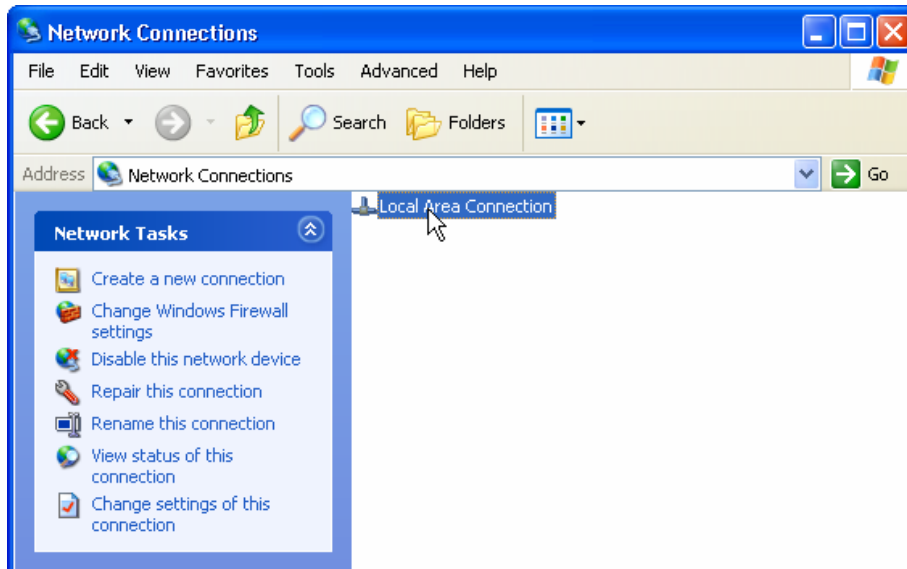 Network Connections
File Edit View Favorites Tools Advanced Help
Back Search Folders
Address Network Connections Go
Local Area Connection
Network Tasks
Create a new connection
Change Windows Firewall
settings
Disable this network device
Repair this connection
Rename this connection
View status of this
connection
Change settings of this
connection